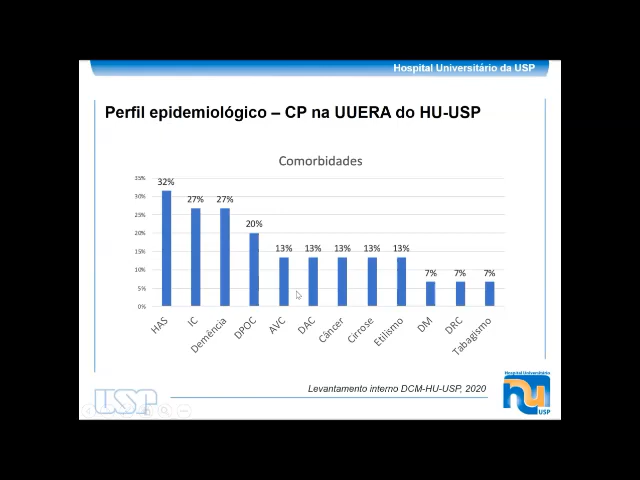 Hospital Universitário da USP
Perfil epidemiológico – CP na UUERA do HU-USP
Comorbidades
35%
30%
25%
20%
15%
10%
5%
0%
32%
27%
27%
20%
13%
13%
13%
13%
13%
7%
7%
7%
HAS
IC
Demência
DPOC
AVC
DAC
Câncer
Cirrose
Etilismo
DM
DRC
Tabagismo
Levantamento interno DCM-HU-USP, 2020
USP
Hospital Universitário
hu
USP